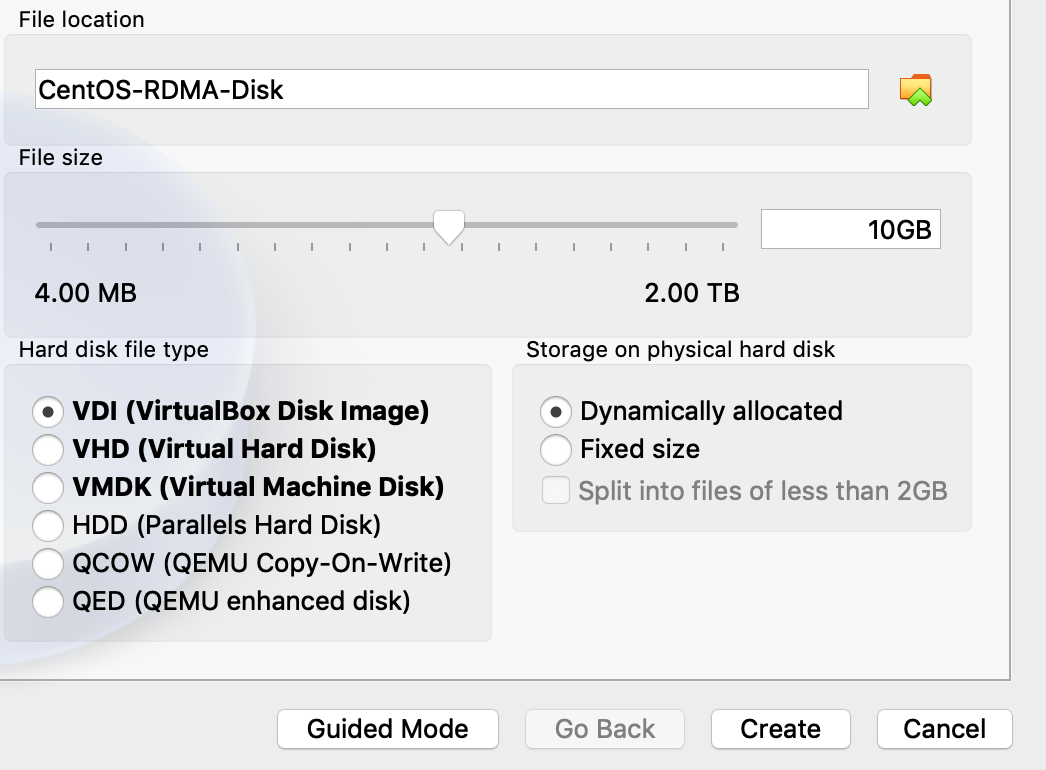 File location
CentOS-RDMA-Disk
File size
10GB
4.00 MB 2.00 TB
Hard disk file type
VDI (VirtualBox Disk Image)
VHD (Virtual Hard Disk)
VMDK (Virtual Machine Disk)
HDD (Parallels Hard Disk)
QCOW (QEMU Copy-On-Write)
QED (QEMU enhanced disk)
Storage on physical hard disk
Dynamically allocated
Fixed size
Split into files of less than 2GB
Guided Mode Go Back Create Cancel